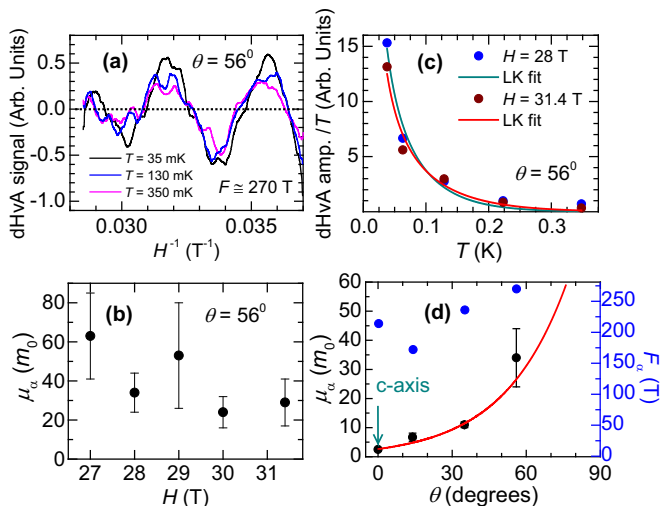 (a)
θ = 56⁰
dHvA signal (Arb. Units)
0.5
0.0
-0.5
-1.0
T = 35 mK
T = 130 mK
T = 350 mK
F ≅ 270 T
0.030
0.035
H⁻¹ (T⁻¹)
(c)
H = 28 T
LK fit
H = 31.4 T
LK fit
θ = 56⁰
dHvA amp. / T (Arb. Units)
15
10
5
0
0.0
0.1
0.2
0.3
T (K)
(b)
θ = 56⁰
μα (m₀)
80
60
40
20
0
27
28
29
30
31
H (T)
(d)
c-axis
μα (m₀)
60
50
40
30
20
10
0
0
30
60
90
θ (degrees)
250
200
150
100
50
0
Fα (T)